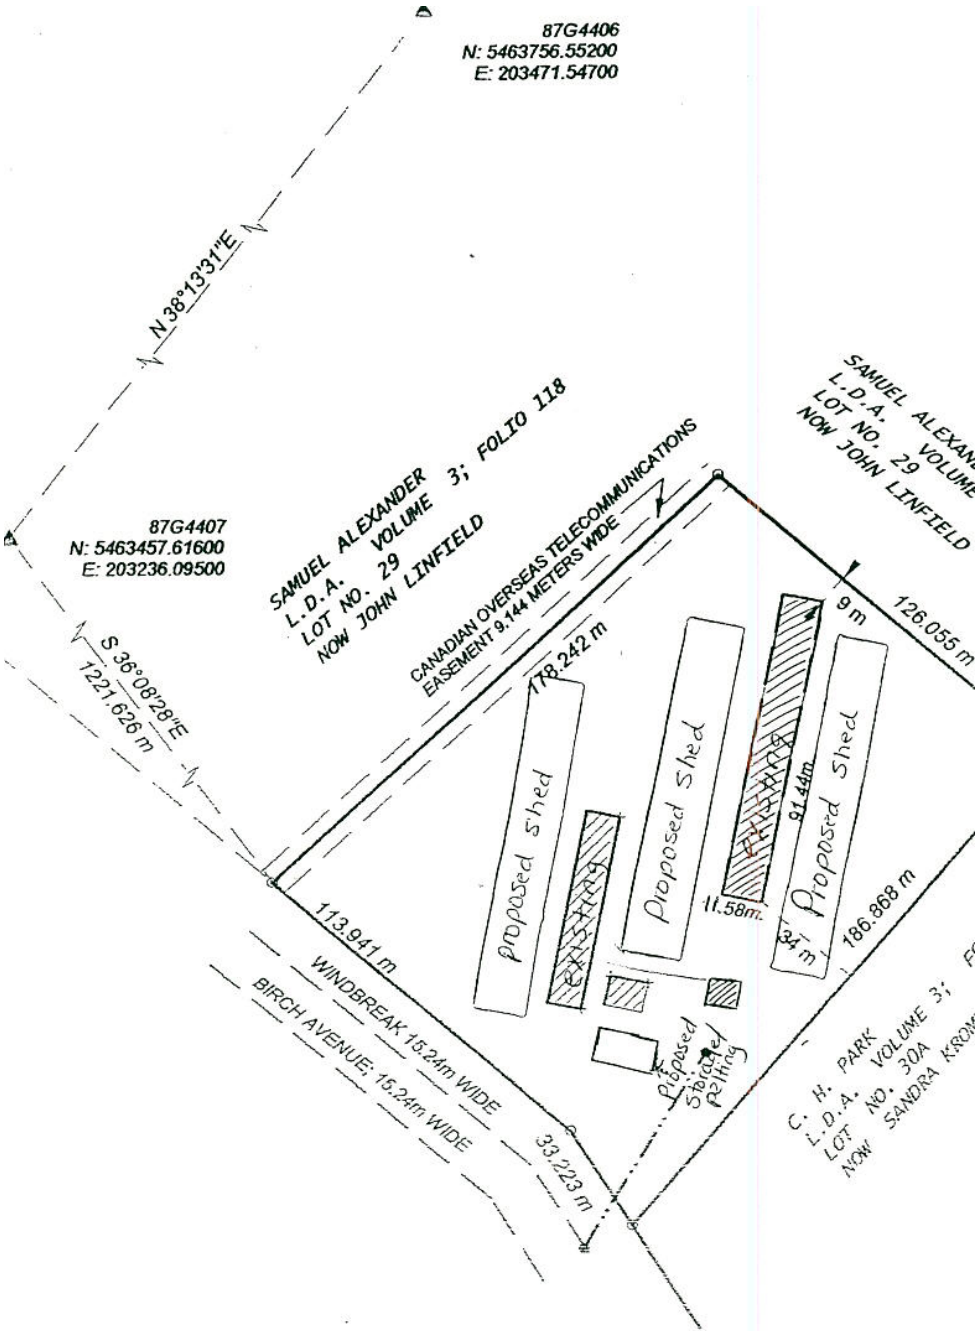 87G4406
N: 5463756.55200
E: 203471.54700
N 38°13'31"E
SAMUEL ALEXANDER
L.D.A. VOLUME 3; FOLIO 118
LOT NO. 29
NOW JOHN LINFIELD
SAMUEL ALEXAN
L.D.A. VOLUME
LOT NO. 29
NOW JOHN LINFIELD
87G4407
N: 5463457.61600
E: 203236.09500
CANADIAN OVERSEAS TELECOMMUNICATIONS
EASEMENT 9.144 METERS WIDE
178.242 m
9 m
126.055 m
S 36°08'28"E
1221.626 m
proposed shed
existing
Proposed shed
existing
91.44m
Proposed shed
11.58m.
34 m
186.868 m
113.941 m
WINDBREAK 15.24m WIDE
BIRCH AVENUE; 15.24m WIDE
33.223 m
Proposed
Storage/
pelting
C. H. PARK
L.D.A. VOLUME 3;
LOT NO. 30A
NOW SANDRA